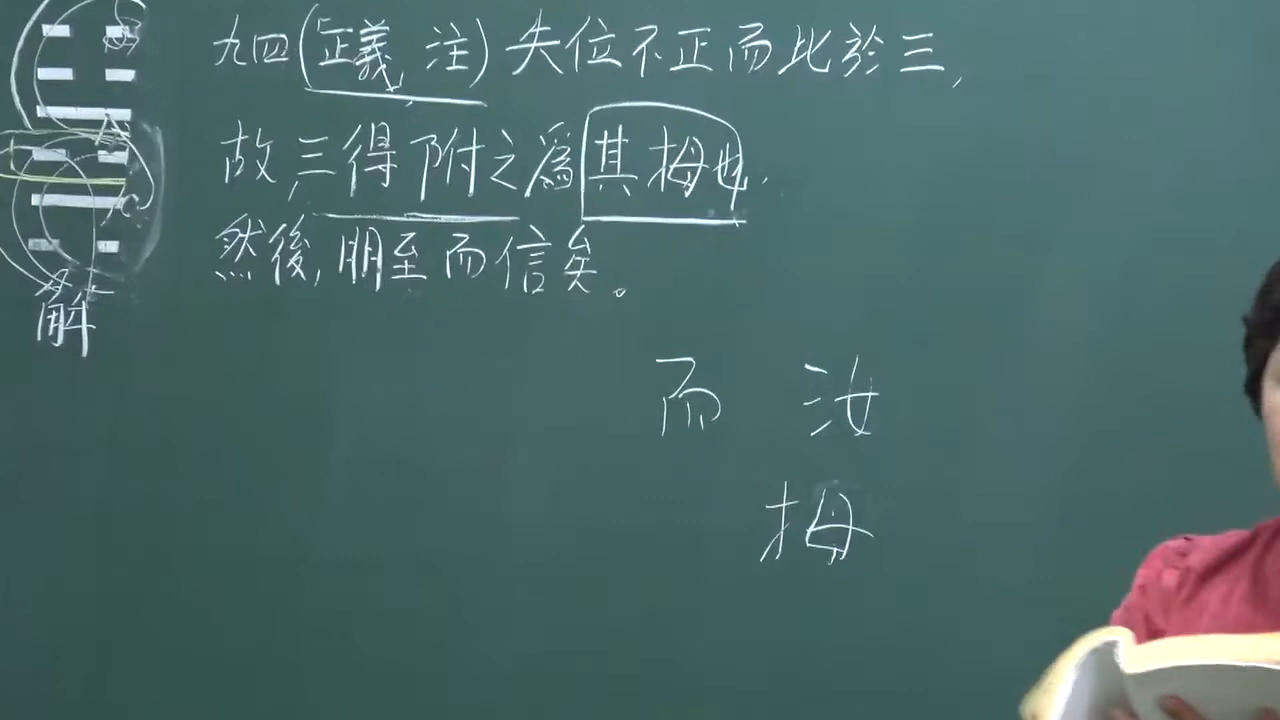 九四(正義,注)失位不正而比於三,
故三得附之為其拇也.
然後,朋至而信矣。
解
而 汝
拇